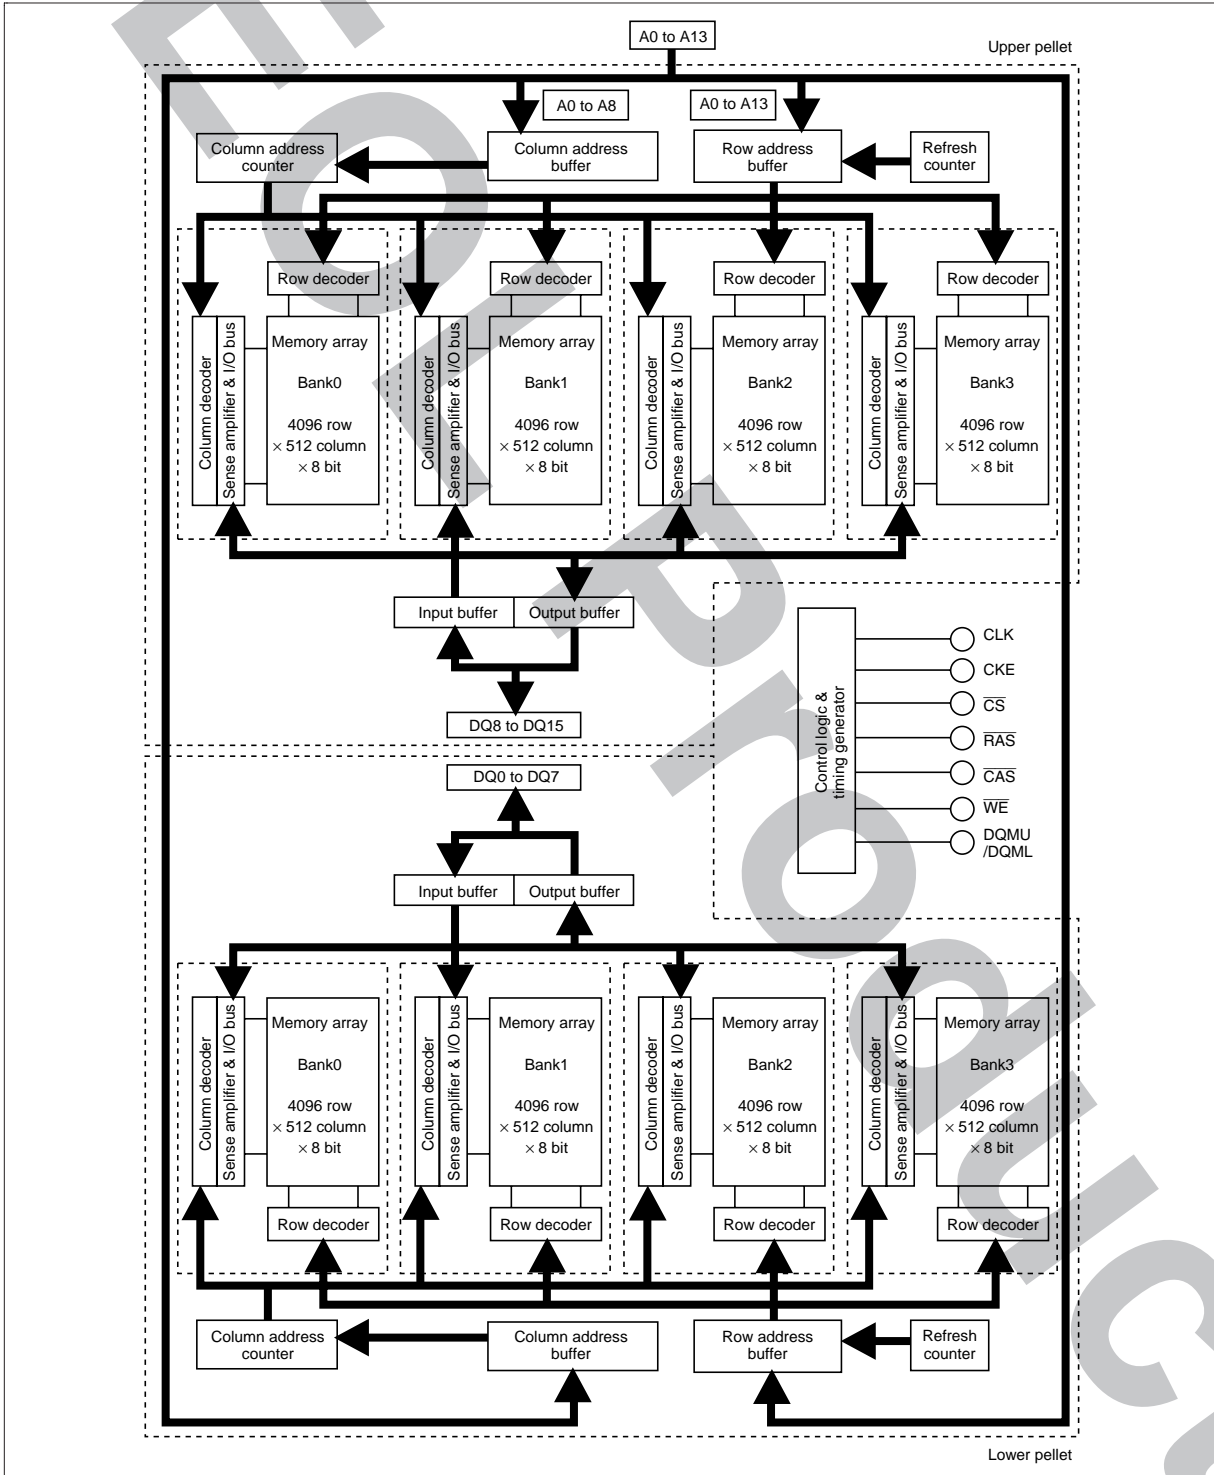 A0 to A13
Upper pellet
A0 to A8
A0 to A13
Column address
counter
Column address
buffer
Row address
buffer
Refresh
counter
Row decoder
Row decoder
Row decoder
Row decoder
Column decoder
Sense amplifier & I/O bus
Memory array
Bank0
4096 row
× 512 column
× 8 bit
Column decoder
Sense amplifier & I/O bus
Memory array
Bank1
4096 row
× 512 column
× 8 bit
Column decoder
Sense amplifier & I/O bus
Memory array
Bank2
4096 row
× 512 column
× 8 bit
Column decoder
Sense amplifier & I/O bus
Memory array
Bank3
4096 row
× 512 column
× 8 bit
Input buffer
Output buffer
DQ8 to DQ15
Control logic &
timing generator
CLK
CKE
C̅S̅
R̅A̅S̅
C̅A̅S̅
W̅E̅
DQMU
/DQML
DQ0 to DQ7
Input buffer
Output buffer
Column decoder
Sense amplifier & I/O bus
Memory array
Bank0
4096 row
× 512 column
× 8 bit
Column decoder
Sense amplifier & I/O bus
Memory array
Bank1
4096 row
× 512 column
× 8 bit
Column decoder
Sense amplifier & I/O bus
Memory array
Bank2
4096 row
× 512 column
× 8 bit
Column decoder
Sense amplifier & I/O bus
Memory array
Bank3
4096 row
× 512 column
× 8 bit
Row decoder
Row decoder
Row decoder
Row decoder
Column address
counter
Column address
buffer
Row address
buffer
Refresh
counter
Lower pellet
EOL Produc